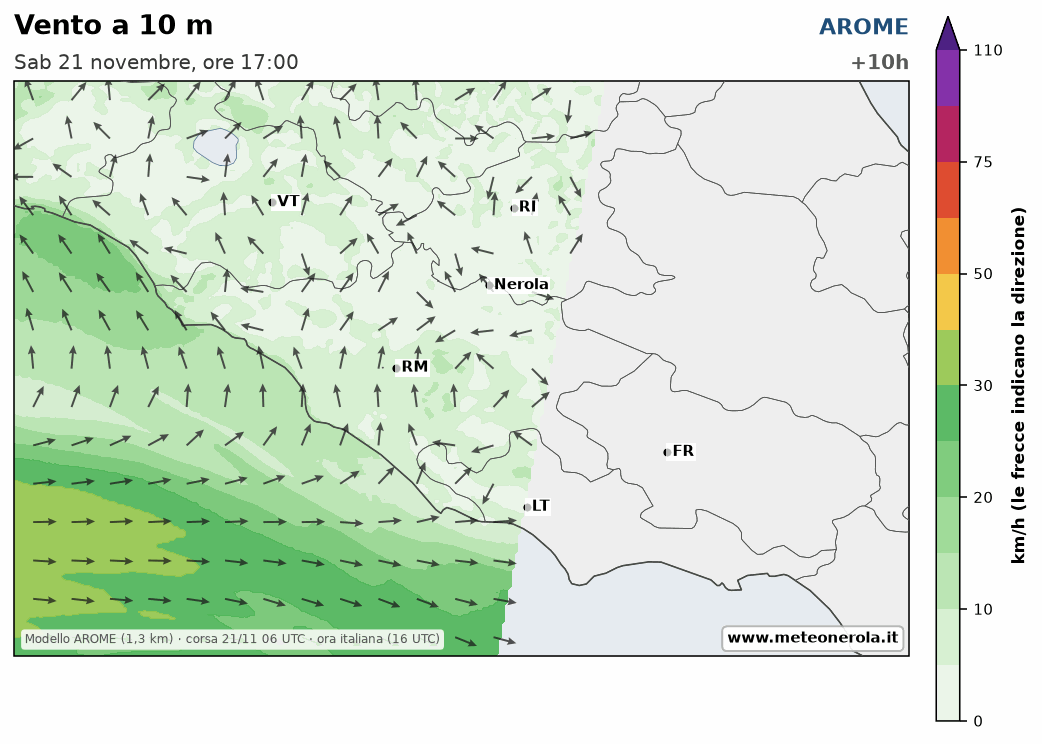 Vento a 10 m
AROME
Sab 21 novembre, ore 17:00
+10h
VT
RI
Nerola
RM
FR
LT
Modello AROME (1,3 km) · corsa 21/11 06 UTC · ora italiana (16 UTC)
www.meteonerola.it
110
75
50
30
20
10
0
km/h (le frecce indicano la direzione)